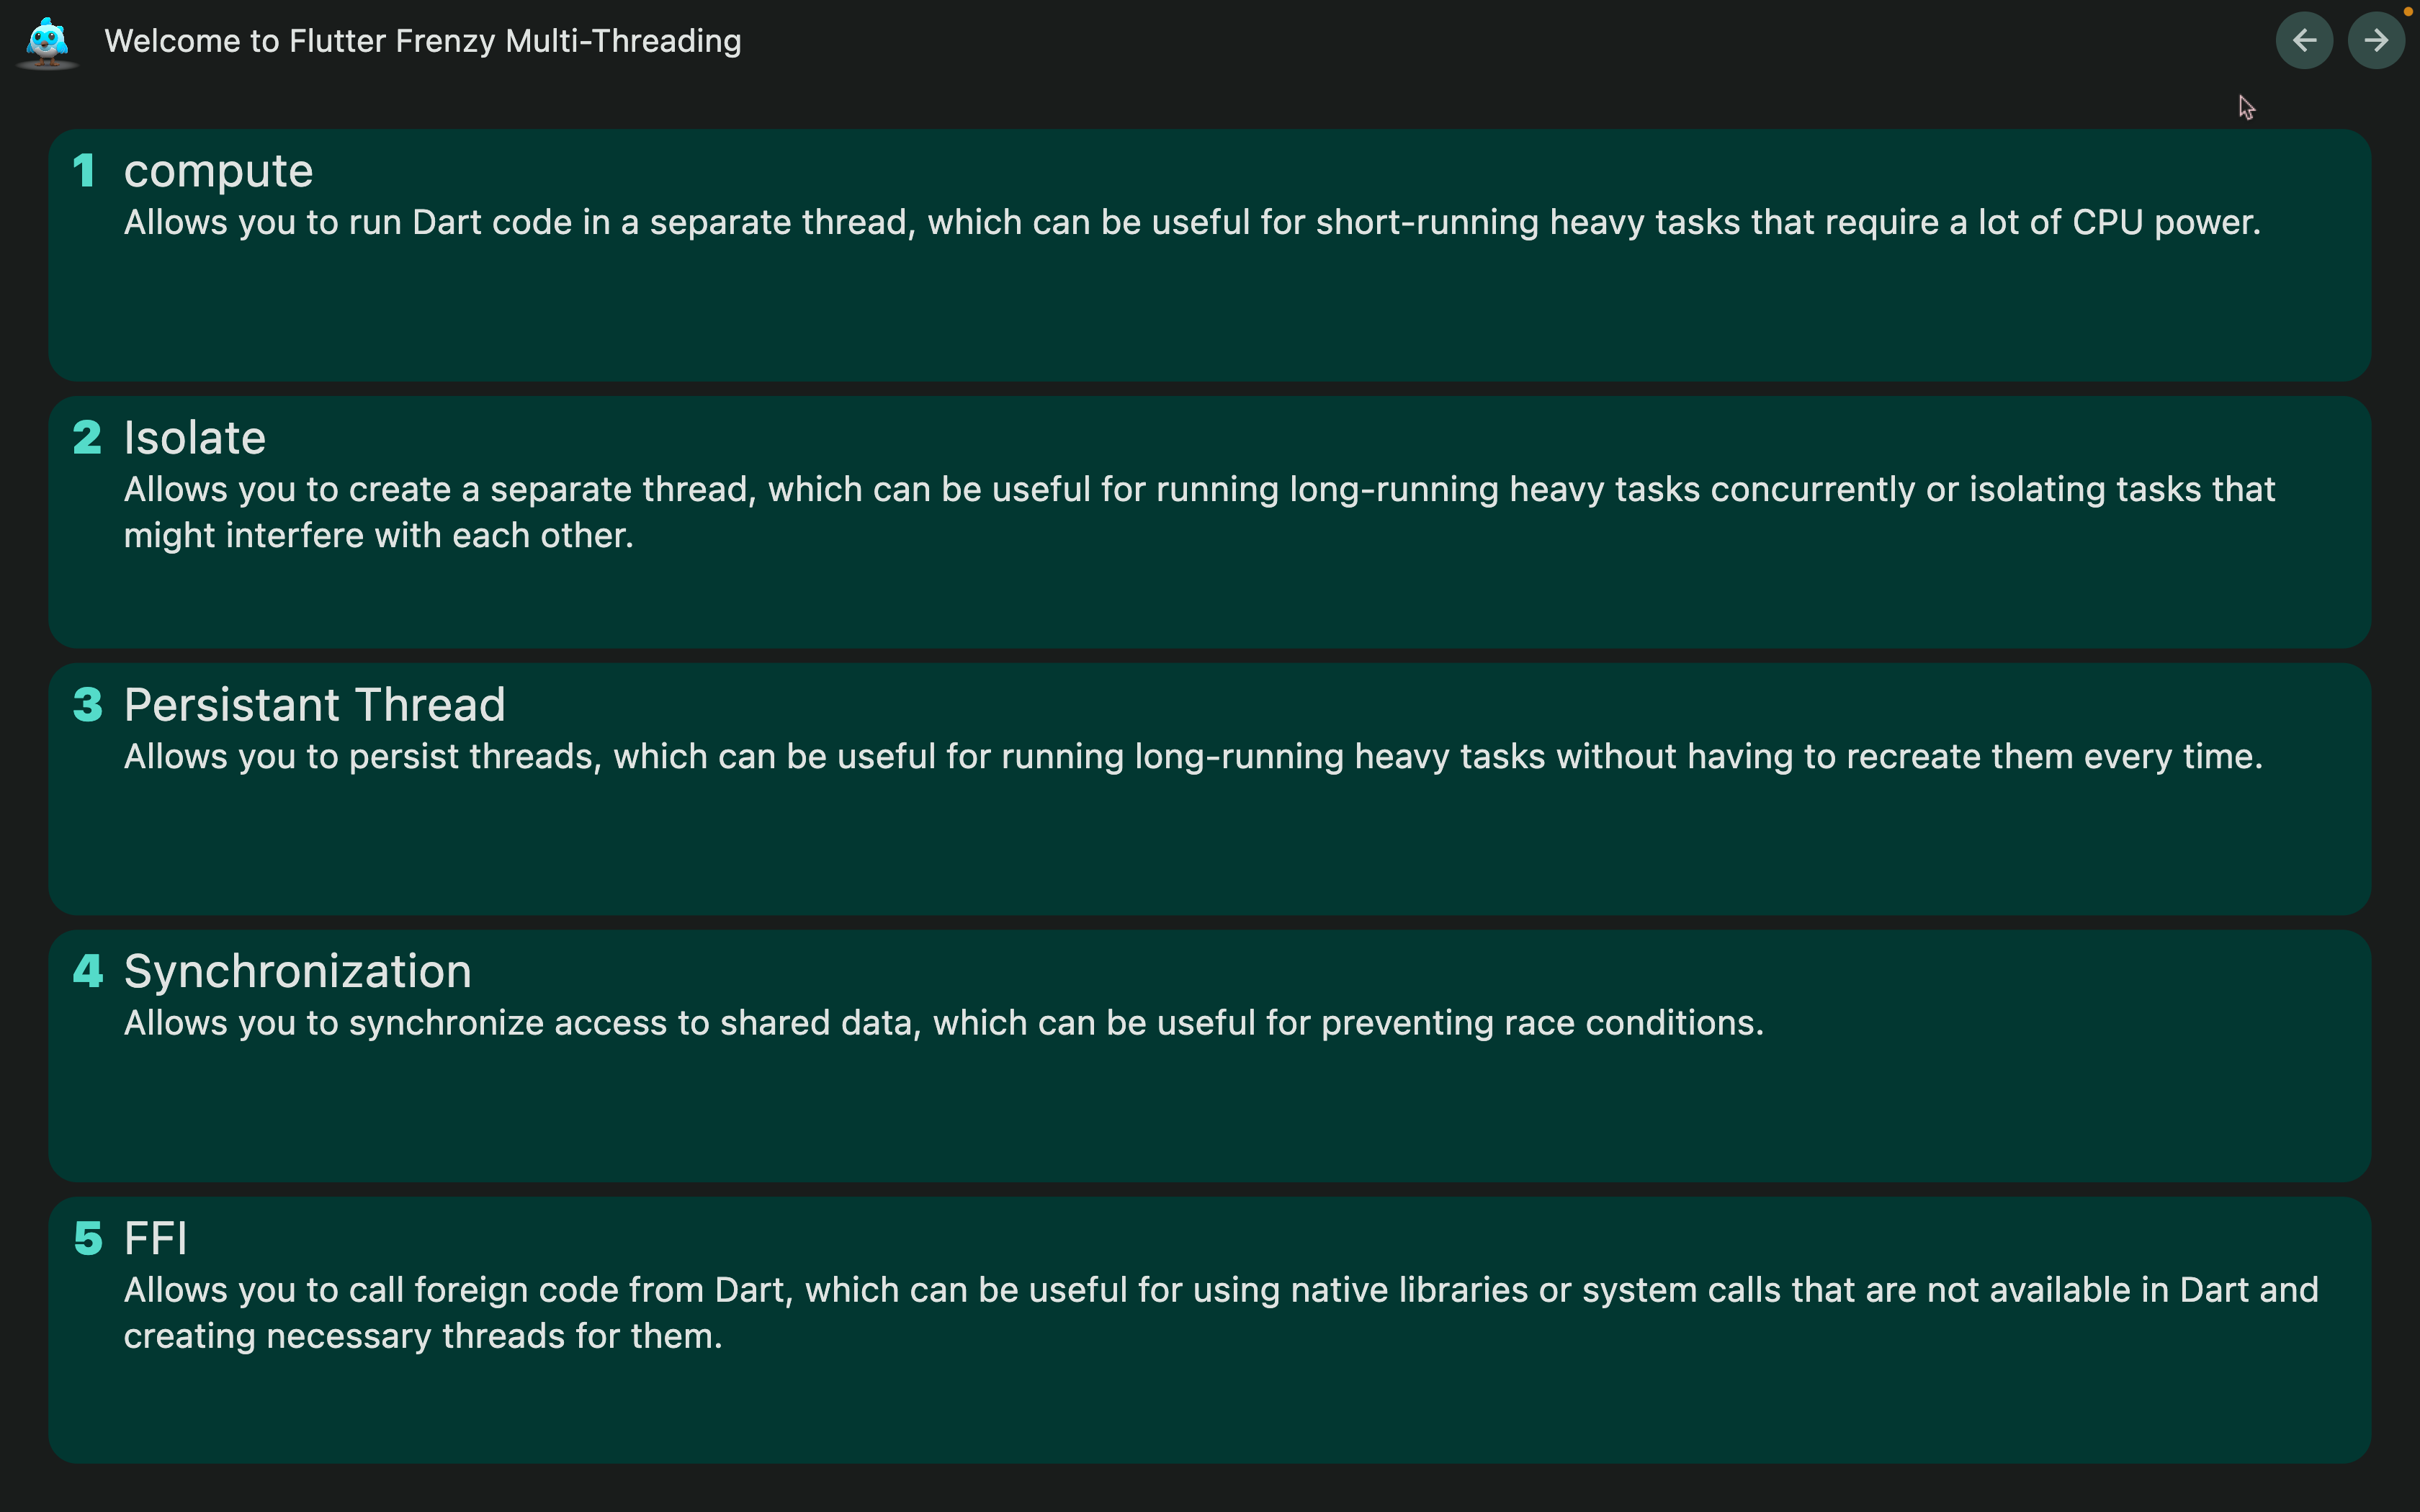 Welcome to Flutter Frenzy Multi-Threading
1 compute
Allows you to run Dart code in a separate thread, which can be useful for short-running heavy tasks that require a lot of CPU power.
2 Isolate
Allows you to create a separate thread, which can be useful for running long-running heavy tasks concurrently or isolating tasks that
might interfere with each other.
3 Persistant Thread
Allows you to persist threads, which can be useful for running long-running heavy tasks without having to recreate them every time.
4 Synchronization
Allows you to synchronize access to shared data, which can be useful for preventing race conditions.
5 FFI
Allows you to call foreign code from Dart, which can be useful for using native libraries or system calls that are not available in Dart and
creating necessary threads for them.